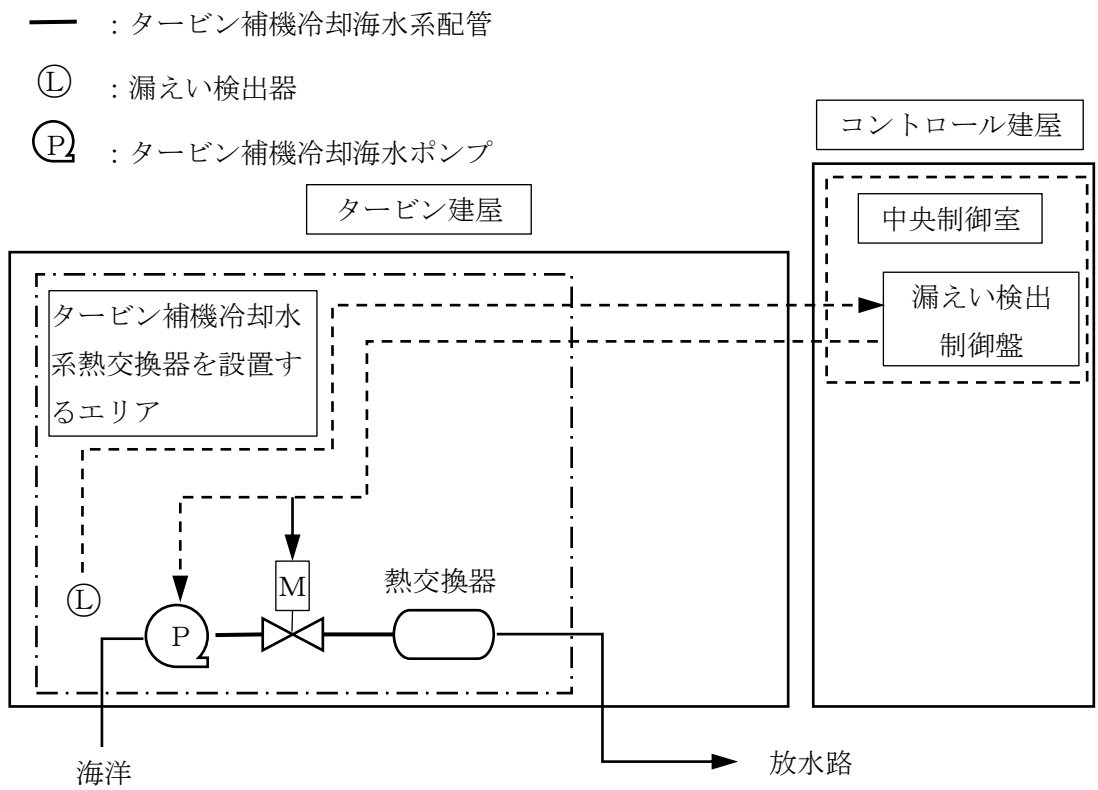 ：タービン補機冷却海水系配管
Ⓛ ：漏えい検出器
P ：タービン補機冷却海水ポンプ
コントロール建屋
タービン建屋
中央制御室
漏えい検出
制御盤
タービン補機冷却水
系熱交換器を設置す
るエリア
M
熱交換器
Ⓛ
P
海洋
放水路